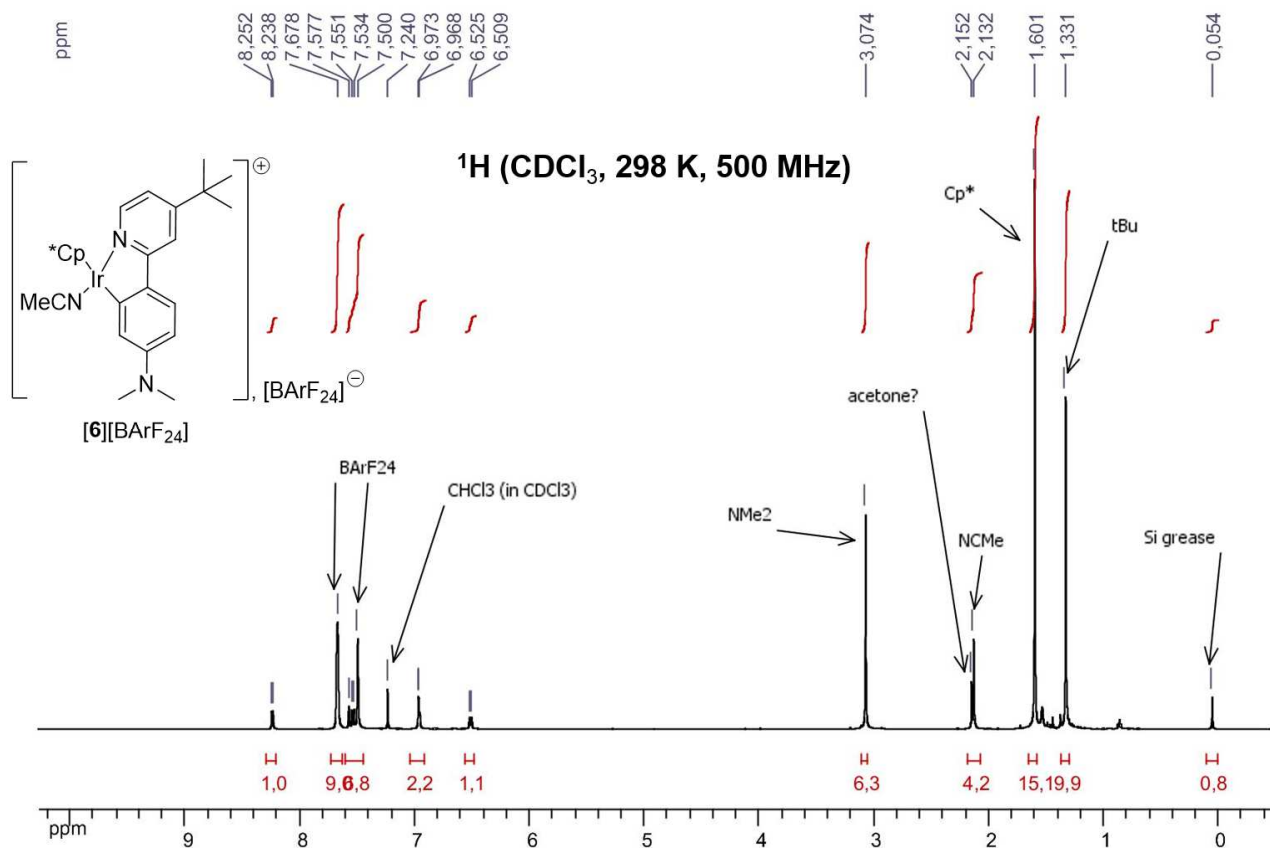 ppm
8,252
8,238
7,678
7,577
7,551
7,534
7,500
7,240
6,973
6,968
6,525
6,509
3,074
2,152
2,132
1,601
1,331
0,054
¹H (CDCl₃, 298 K, 500 MHz)
Cp*
tBu
N
*Cp
Ir
MeCN
N
⊕
, [BArF₂₄]⊖
[6][BArF₂₄]
acetone?
BArF24
CHCl3 (in CDCl3)
NMe2
NCMe
Si grease
1,0
9,6
6,8
2,2
1,1
6,3
4,2
15,1
9,9
0,8
ppm
9
8
7
6
5
4
3
2
1
0